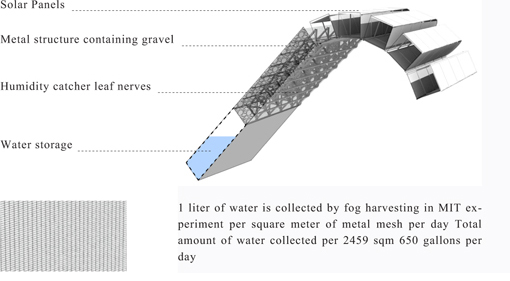 Solar Panels
Metal structure containing gravel
Humidity catcher leaf nerves
Water storage
1 liter of water is collected by fog harvesting in MIT ex-
periment per square meter of metal mesh per day Total
amount of water collected per 2459 sqm 650 gallons per
day